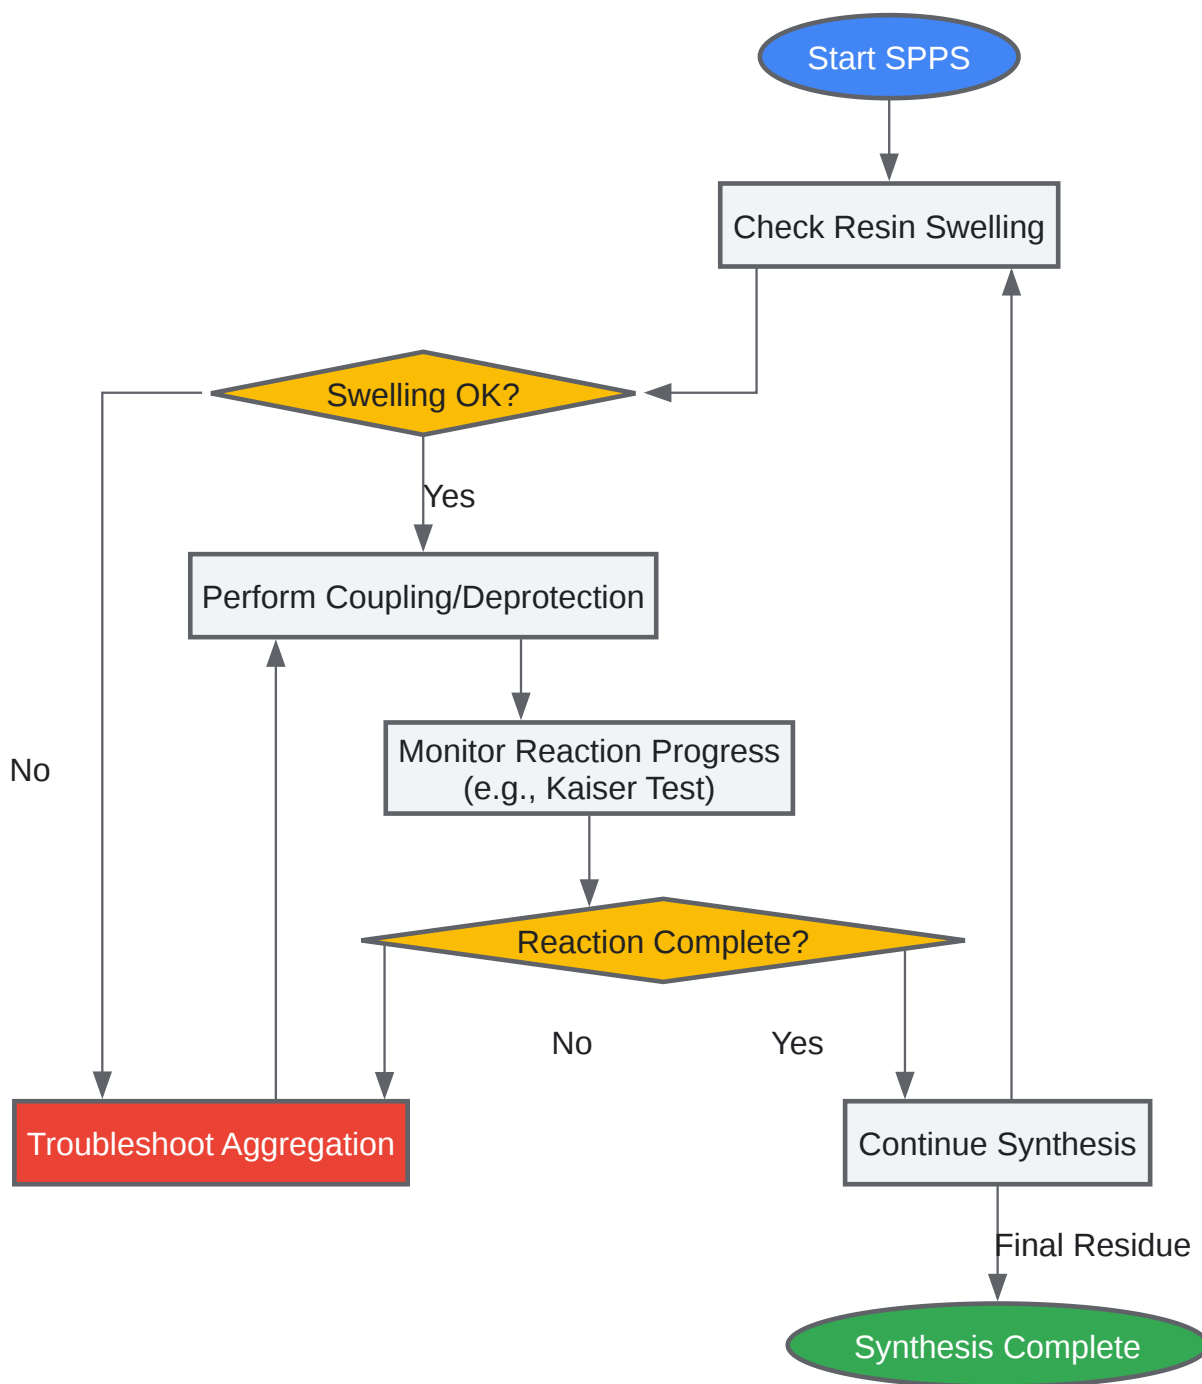 Start SPPS
Check Resin Swelling
Swelling OK?
Yes
Perform Coupling/Deprotection
No
Monitor Reaction Progress
(e.g., Kaiser Test)
Reaction Complete?
No
Yes
Troubleshoot Aggregation
Continue Synthesis
Final Residue
Synthesis Complete